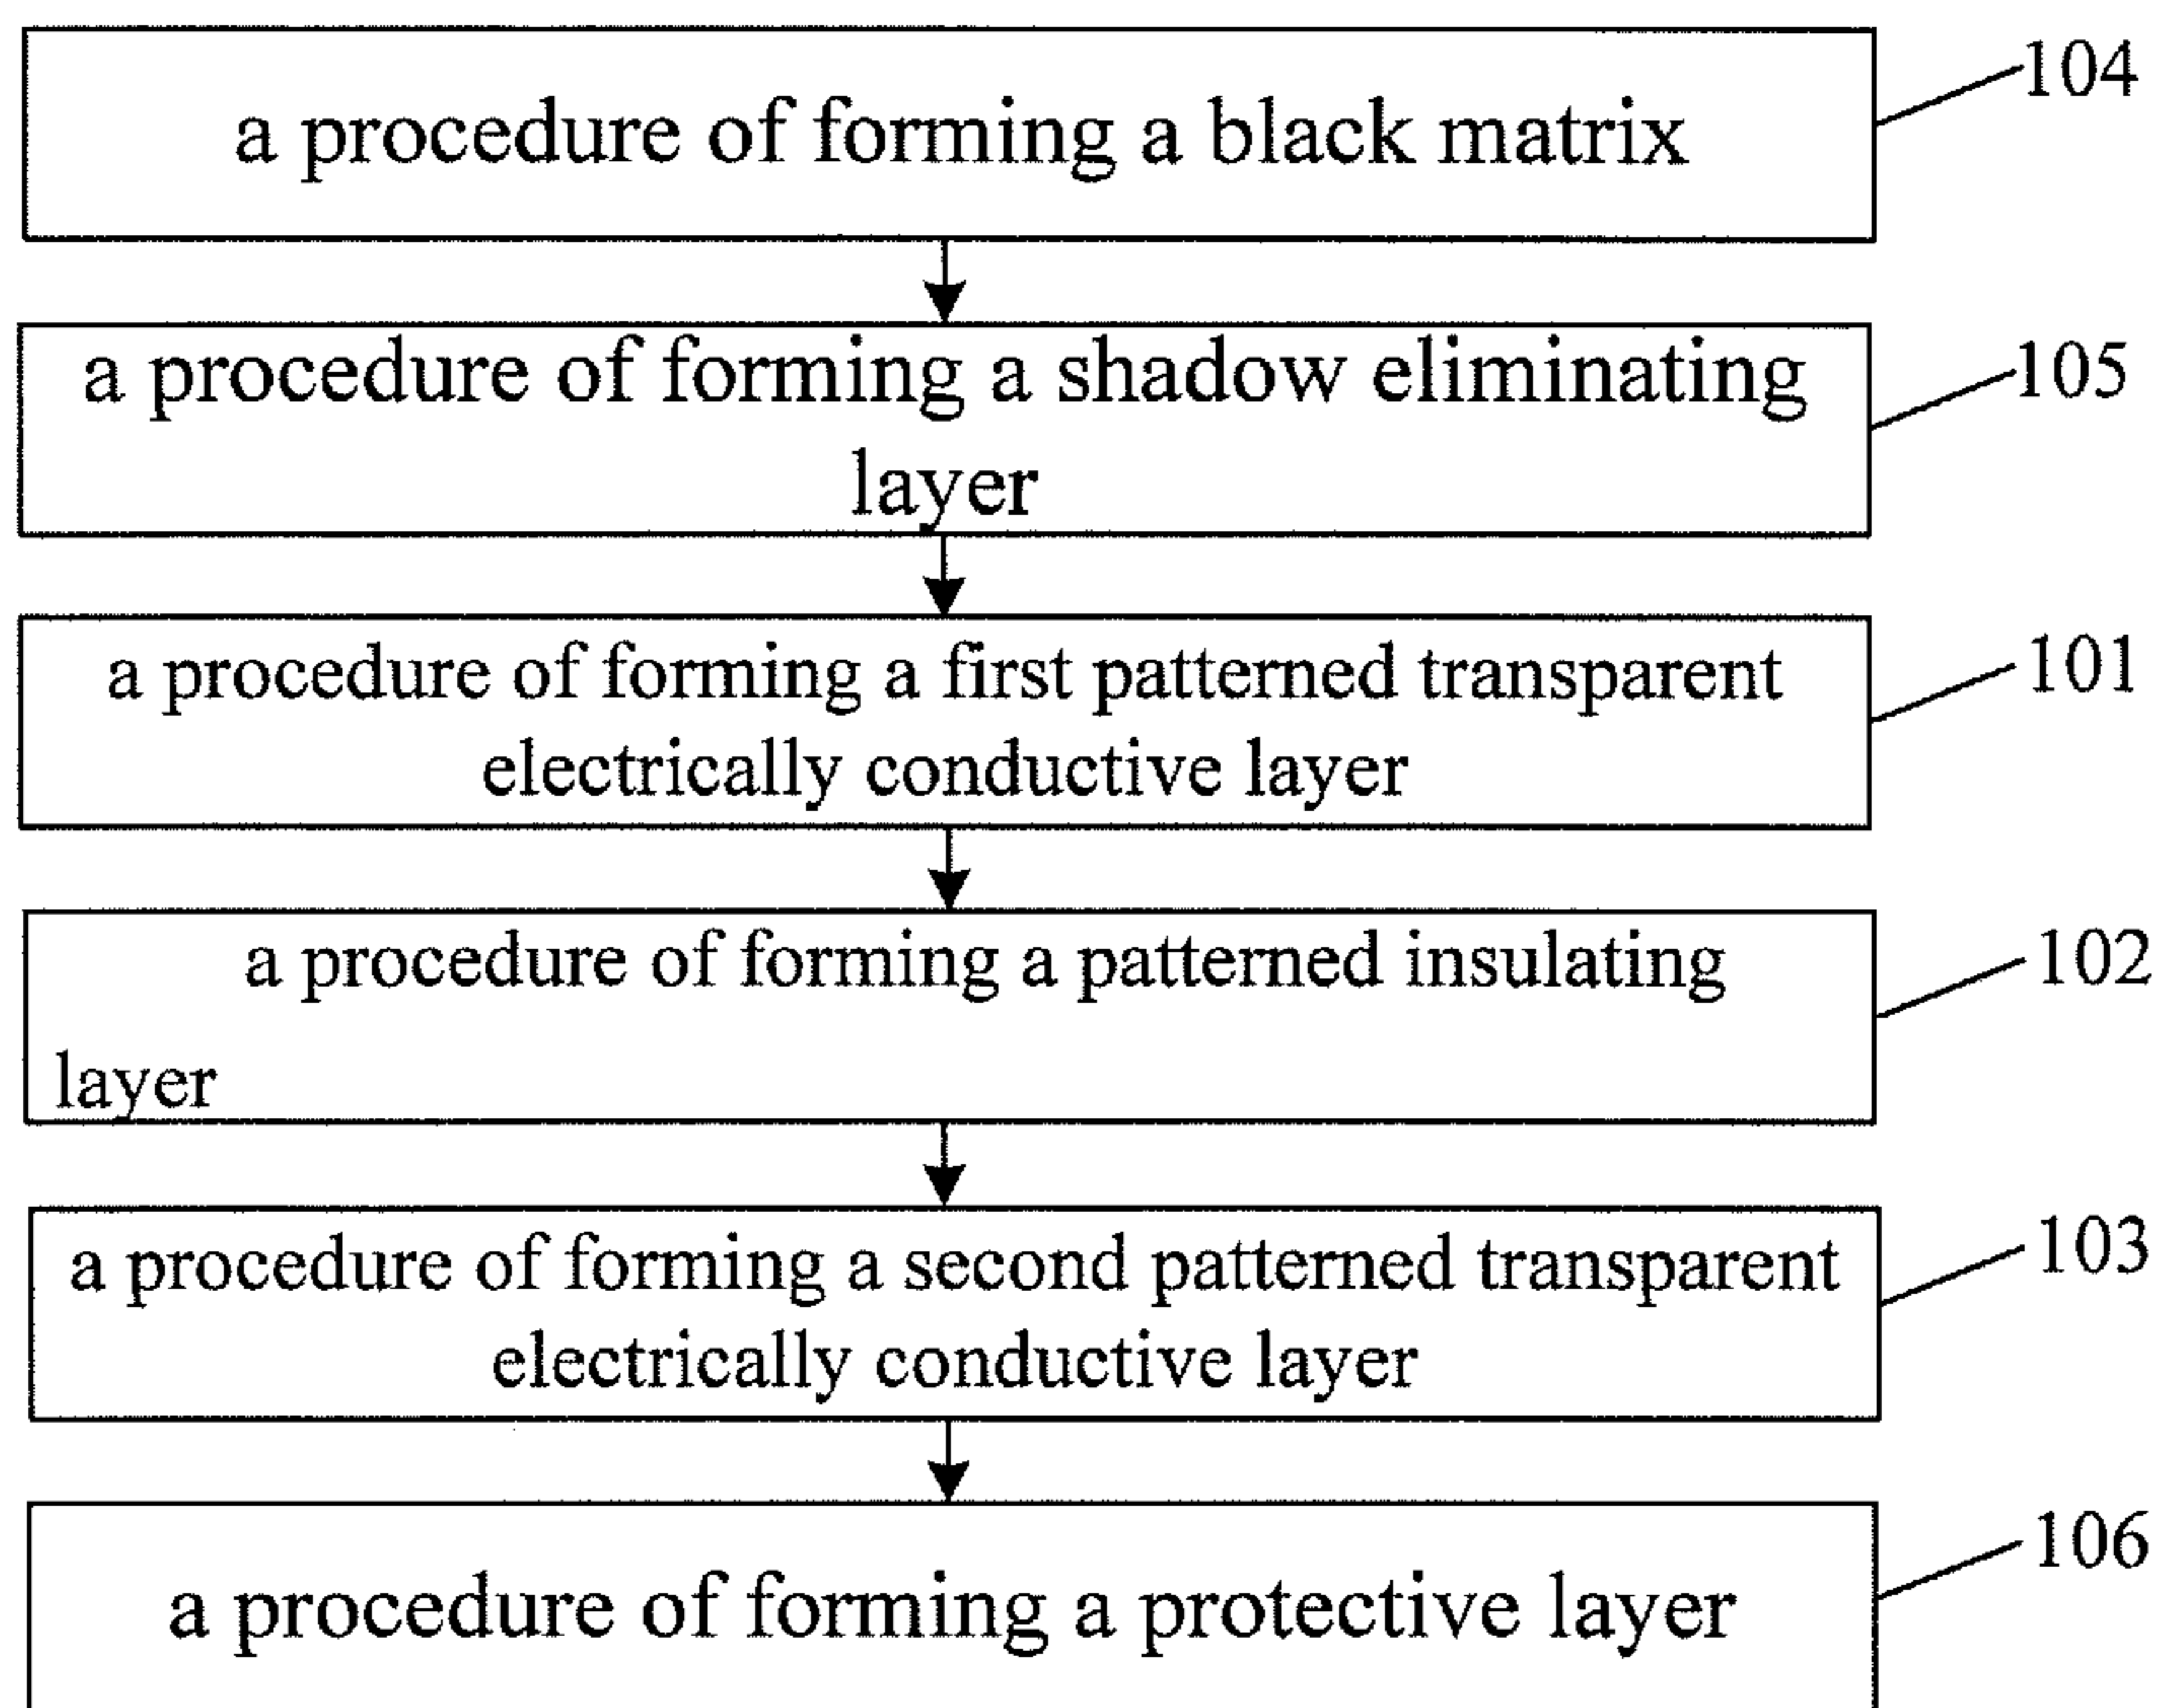 104
a procedure of forming a black matrix
105
a procedure of forming a shadow eliminating
layer
101
a procedure of forming a first patterned transparent
electrically conductive layer
102
a procedure of forming a patterned insulating
layer
103
a procedure of forming a second patterned transparent
electrically conductive layer
106
a procedure of forming a protective layer